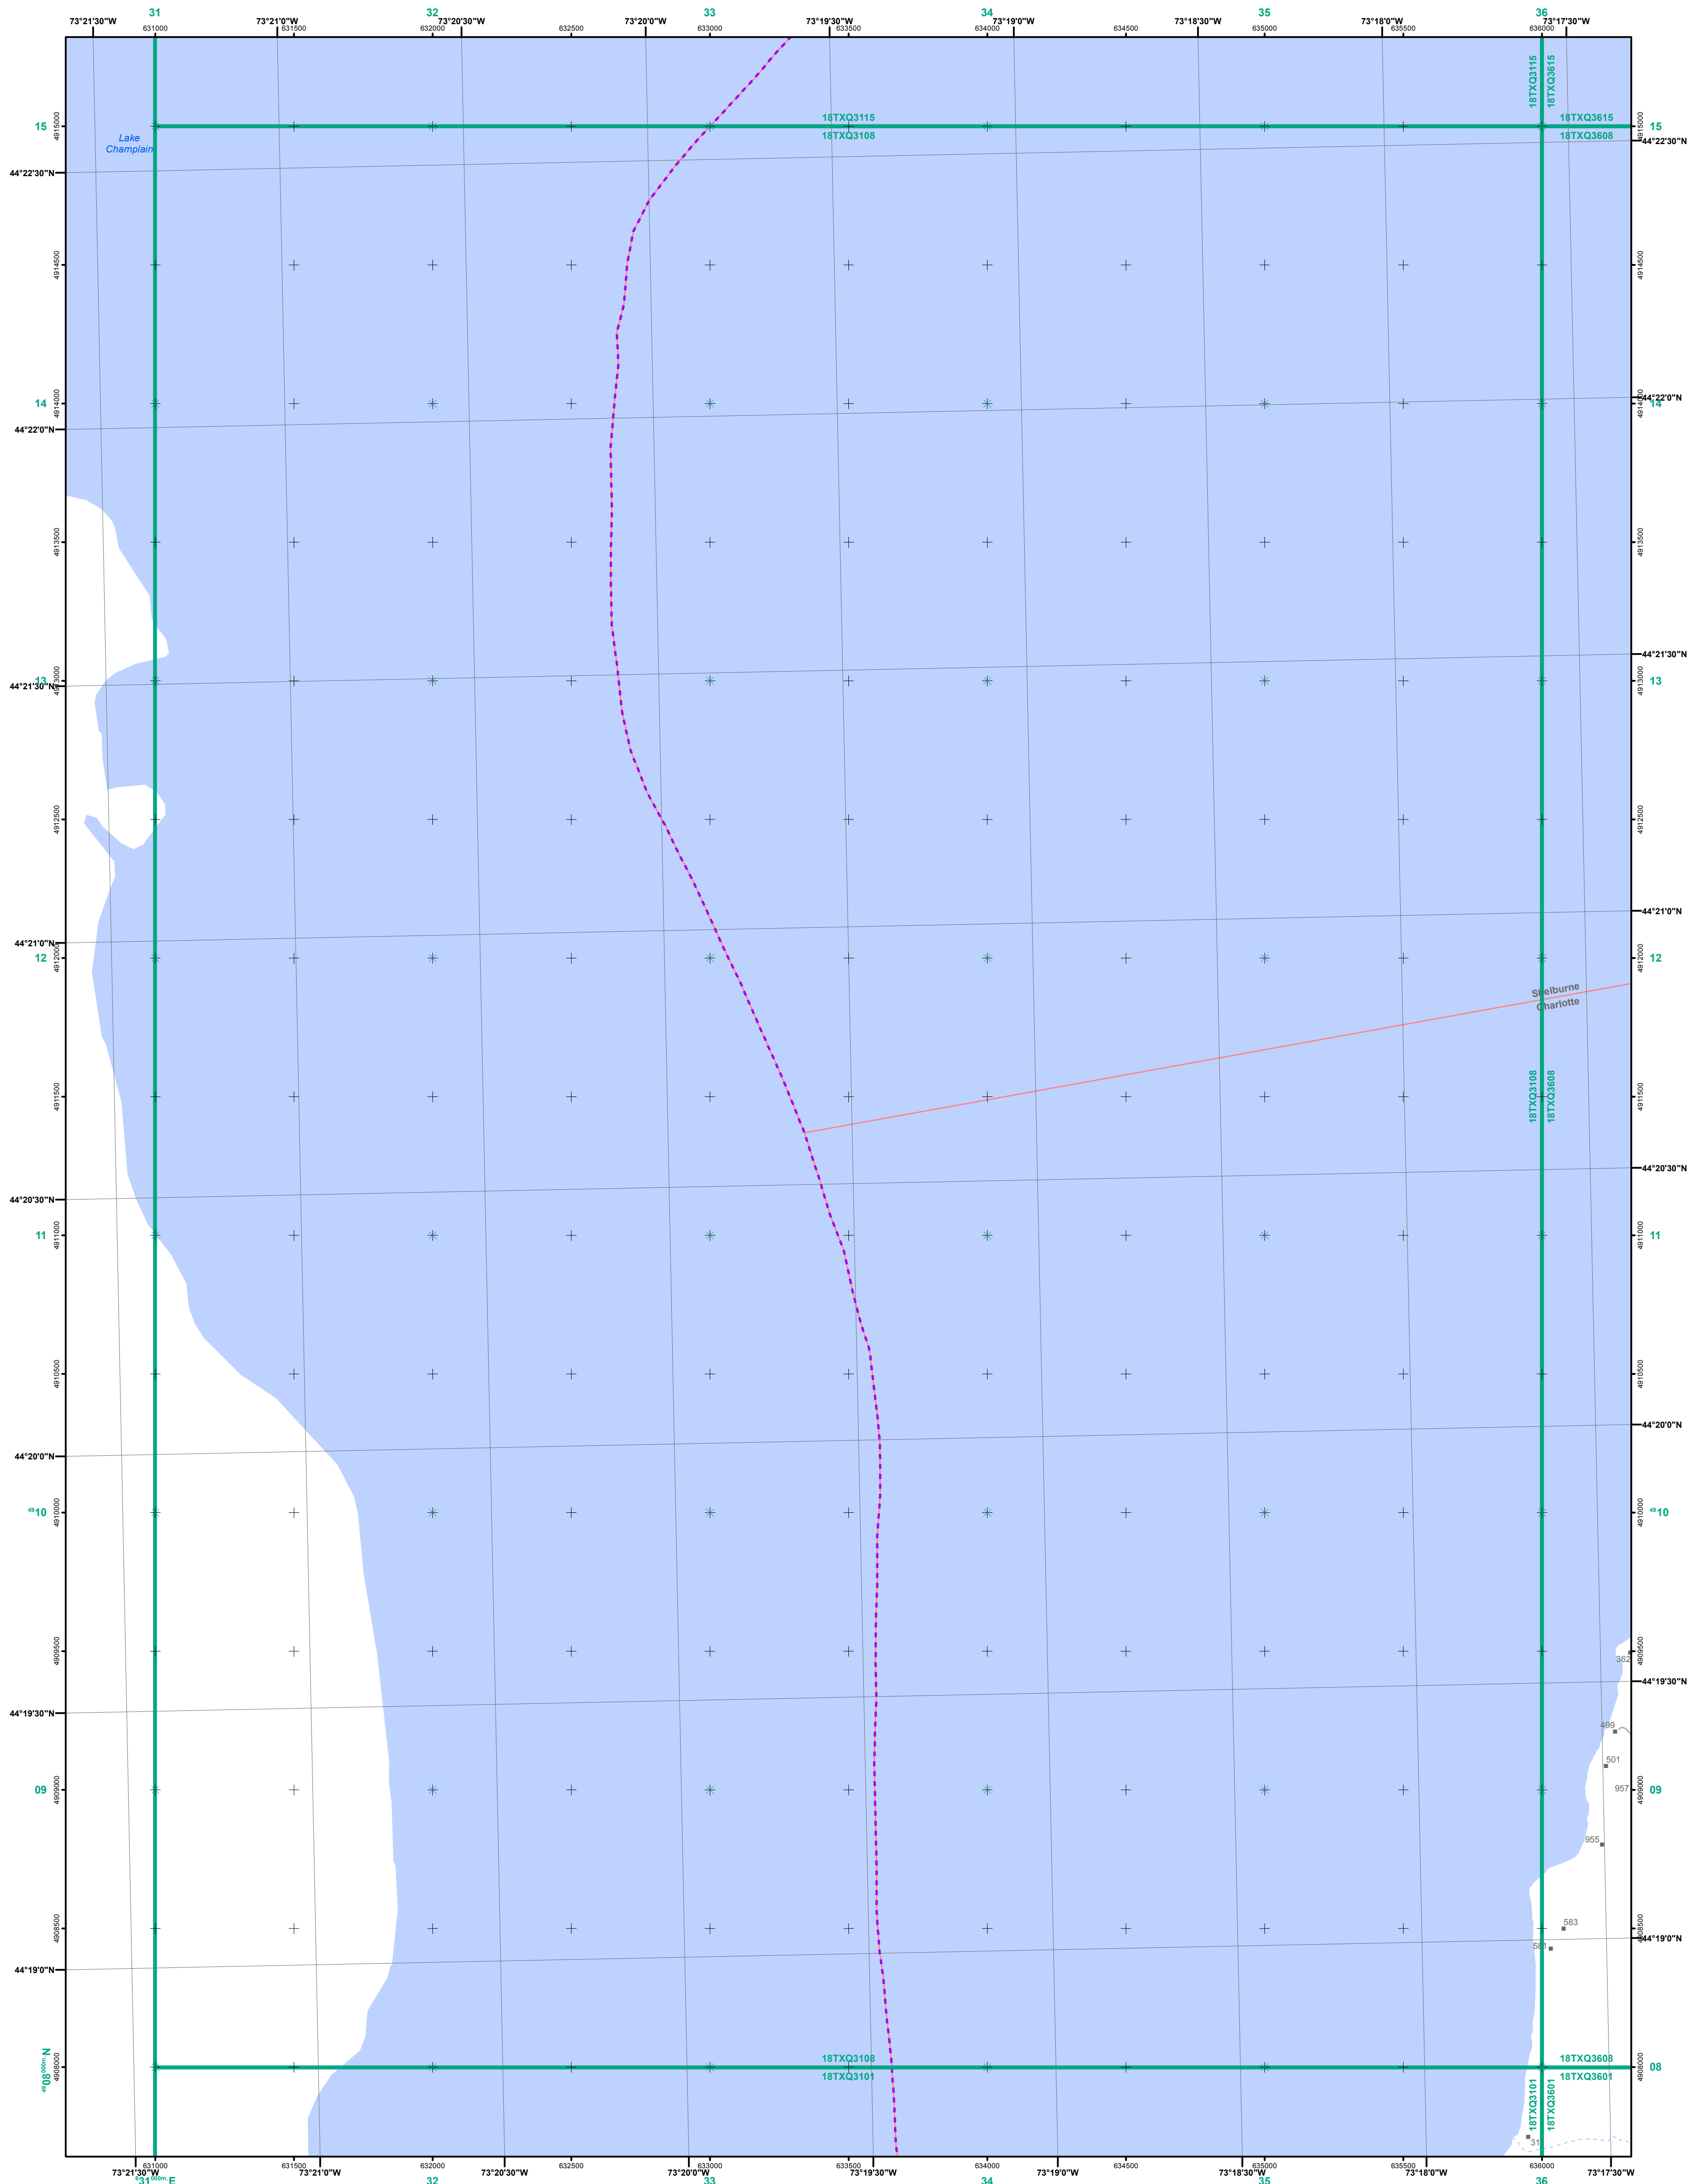 31 32 33 34 35 36
73°21'30"W 73°21'0"W 73°20'30"W 73°20'0"W 73°19'30"W 73°19'0"W 73°18'30"W 73°18'0"W 73°17'30"W
631000 631500 632000 632500 633000 633500 634000 634500 635000 635500 636000
18TXQ3115
18TXQ3615
18TXQ3115
18TXQ3615
15 4915000
4915000 15
18TXQ3108
18TXQ3608
Lake
Champlain
44°22'30"N
44°22'30"N
4914500
4914500
44°22'0"N
14 4914000
4914000 14
44°22'0"N
4913500
4913500
44°21'30"N
13 4913000
4913000 13
44°21'30"N
4912500
4912500
44°21'0"N
44°21'0"N
12 4912000
4912000 12
Shelburne
Charlotte
18TXQ3108
18TXQ3608
4911500
4911500
44°20'30"N
44°20'30"N
11 4911000
4911000 11
4910500
4910500
44°20'0"N
44°20'0"N
4910 4910000
4910000 4910
4909500
4909500
362
44°19'30"N
44°19'30"N
499
501
957
09 4909000
4909000 09
955
583
4908500
4908500
44°19'0"N
581
44°19'0"N
18TXQ3108
18TXQ3608
4908000m.N 4908000
4908000 08
18TXQ3101
18TXQ3601
18TXQ3101
18TXQ3601
631000 631500 632000 632500 633000 633500 634000 634500 635000 635500 636000
73°21'30"W 73°21'0"W 73°20'30"W 73°20'0"W 73°19'30"W 73°19'0"W 73°18'30"W 73°18'0"W 73°17'30"W
631000m.E 32 33 34 35 36